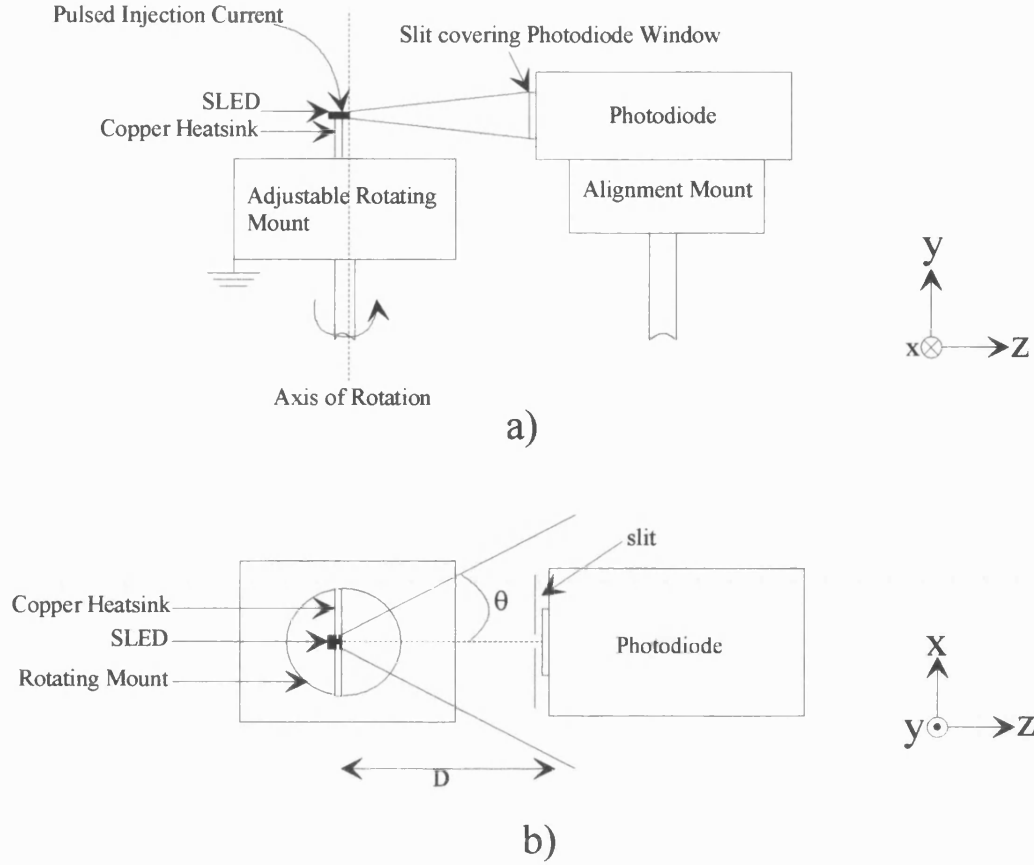 Pulsed Injection Current
Slit covering Photodiode Window
SLED
Copper Heatsink
Photodiode
Adjustable Rotating
Mount
Alignment Mount
y
x
z
Axis of Rotation
a)
slit
Copper Heatsink
θ
SLED
Photodiode
Rotating Mount
x
y
z
D
b)